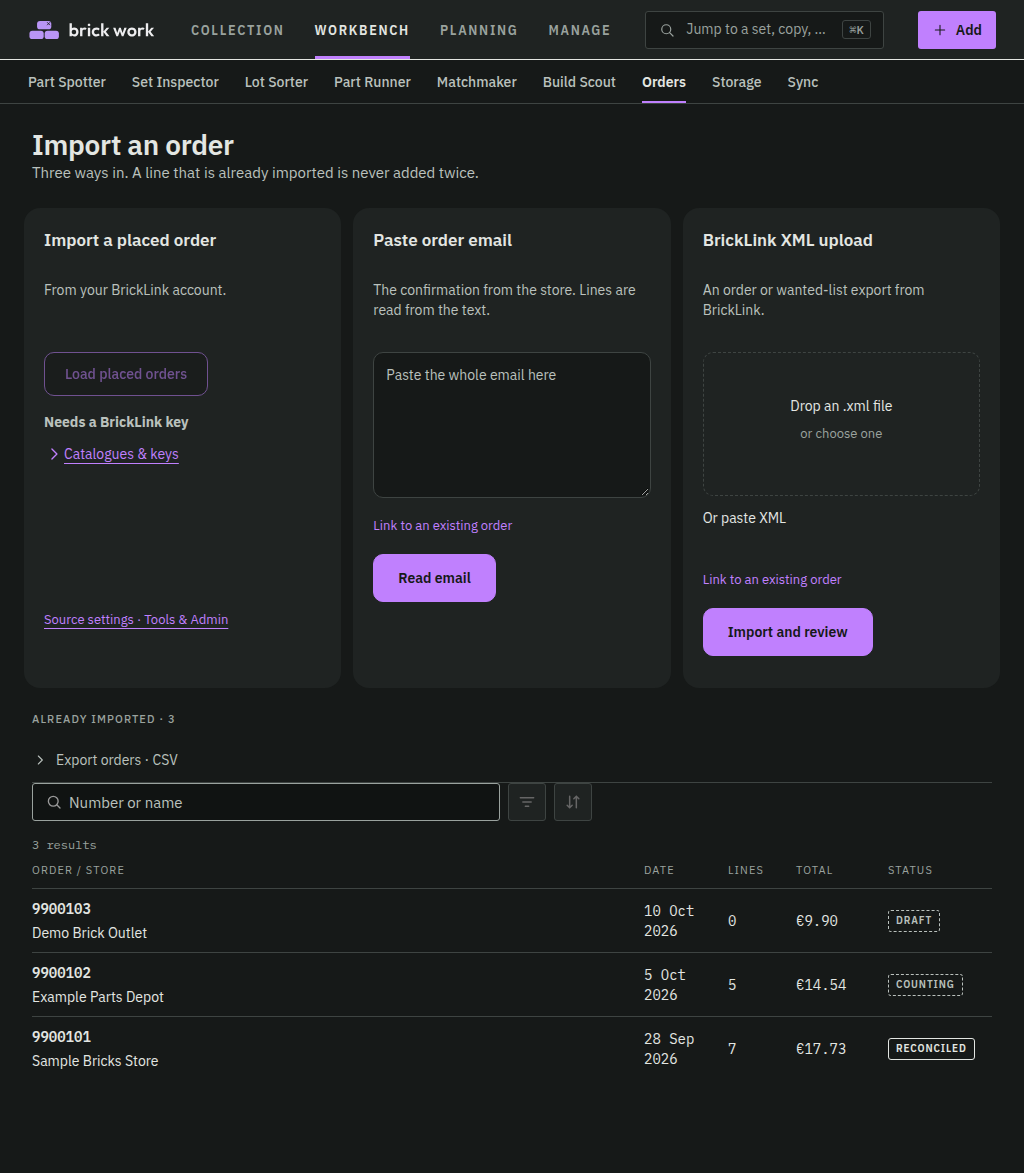 brick work
COLLECTION
WORKBENCH
PLANNING
MANAGE
Jump to a set, copy, ...
⌘K
+ Add
Part Spotter
Set Inspector
Lot Sorter
Part Runner
Matchmaker
Build Scout
Orders
Storage
Sync
Import an order
Three ways in. A line that is already imported is never added twice.
Import a placed order
From your BrickLink account.
Load placed orders
Needs a BrickLink key
Catalogues & keys
Source settings · Tools & Admin
Paste order email
The confirmation from the store. Lines are
read from the text.
Paste the whole email here
Link to an existing order
Read email
BrickLink XML upload
An order or wanted-list export from
BrickLink.
Drop an .xml file
or choose one
Or paste XML
Link to an existing order
Import and review
ALREADY IMPORTED · 3
Export orders · CSV
Number or name
3 results
ORDER / STORE DATE LINES TOTAL STATUS
9900103
Demo Brick Outlet
10 Oct
2026
0
€9.90
DRAFT
9900102
Example Parts Depot
5 Oct
2026
5
€14.54
COUNTING
9900101
Sample Bricks Store
28 Sep
2026
7
€17.73
RECONCILED